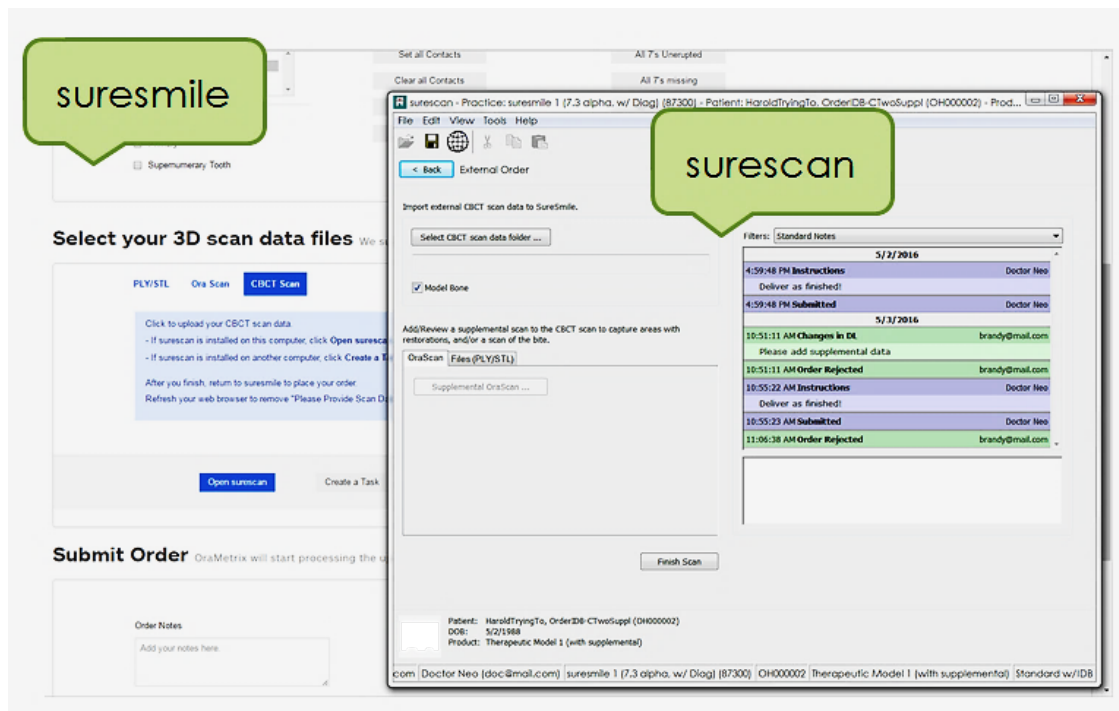 suresmile
Set all Contacts
All 7's Unerupted
Clear all Contacts
All 7's missing
Supernumerary Tooth
Select your 3D scan data files We s
PLY/STL Ora Scan CBCT Scan
Click to upload your CBCT scan data
- If surescan is installed on this computer, click Open suresca
- If surescan is installed on another computer, click Create a T
After you finish, return to suresmile to place your order.
Refresh your web browser to remove "Please Provide Scan Da
Open surescan
Create a Task
Submit Order OraMetrix will start processing the u
Order Notes
Add your notes here.
surescan - Practice: suresmile 1 (7.3 alpha, w/ Diag) (87300) - Patient: HaroldTryingTo, OrderIDB-CTwoSuppl (OH000002) - Prod...
File Edit View Tools Help
surescan
< Back External Order
Import external CBCT scan data to SureSmile.
Select CBCT scan data folder ...
Model Bone
Add/Review a supplemental scan to the CBCT scan to capture areas with
restorations, and/or a scan of the bite.
OraScan Files (PLY/STL)
Supplemental OraScan ...
Filters: Standard Notes
5/2/2016
4:59:48 PM Instructions Doctor Neo
Deliver as finished!
4:59:48 PM Submitted Doctor Neo
5/3/2016
10:51:11 AM Changes in DL brandy@mail.com
Please add supplemental data
10:51:11 AM Order Rejected brandy@mail.com
10:55:22 AM Instructions Doctor Neo
Deliver as finished!
10:55:23 AM Submitted Doctor Neo
11:06:38 AM Order Rejected brandy@mail.com
Finish Scan
Patient: HaroldTryingTo, OrderIDB-CTwoSuppl (OH000002)
DOB: 5/2/1988
Product: Therapeutic Model 1 (with supplemental)
com Doctor Neo (doc@mail.com) suresmile 1 (7.3 alpha, w/ Diag) (87300) OH000002 Therapeutic Model 1 (with supplemental) Standard w/IDB